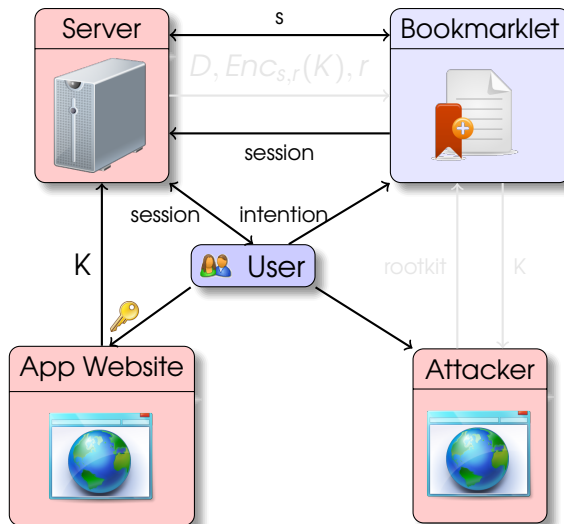 Server
s
Bookmarklet
D, Enc_{s,r}(K), r
session
session
intention
K
User
rootkit
K
App Website
Attacker